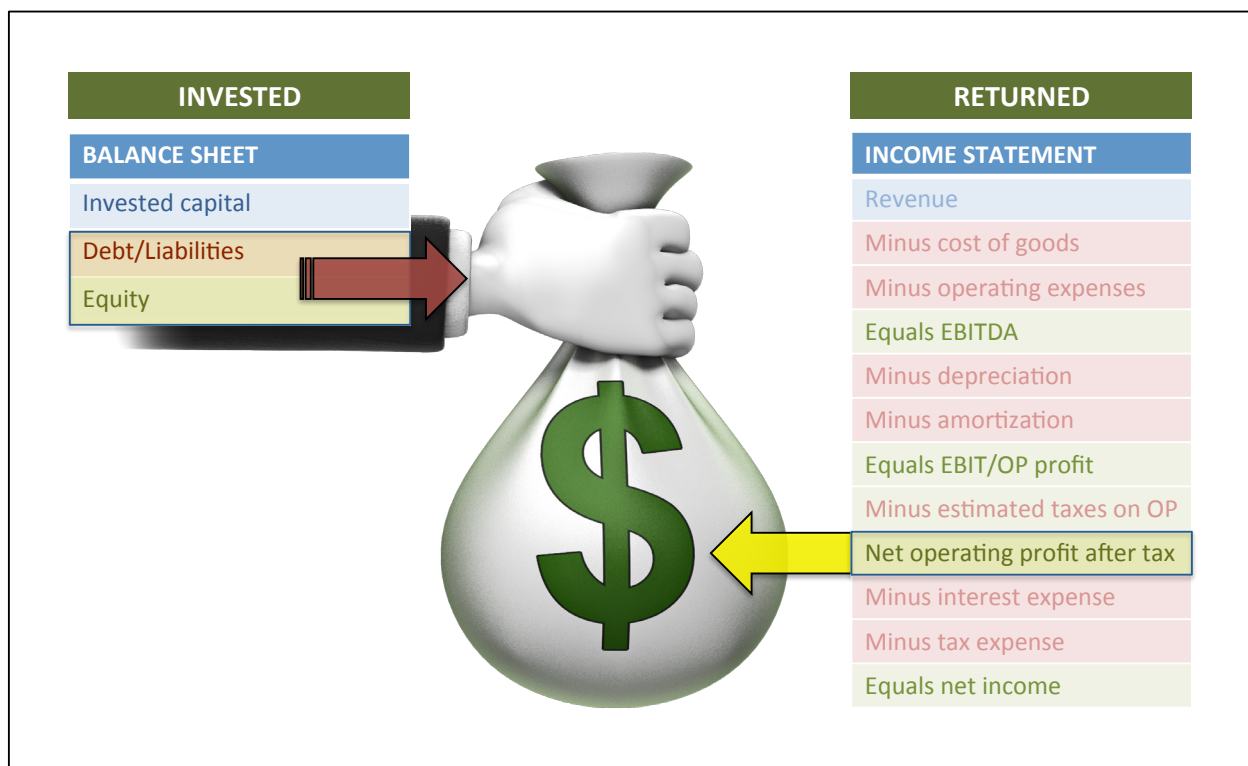 INVESTED
BALANCE SHEET
Invested capital
Debt/Liabilities
Equity
$
RETURNED
INCOME STATEMENT
Revenue
Minus cost of goods
Minus operating expenses
Equals EBITDA
Minus depreciation
Minus amortization
Equals EBIT/OP profit
Minus estimated taxes on OP
Net operating profit after tax
Minus interest expense
Minus tax expense
Equals net income